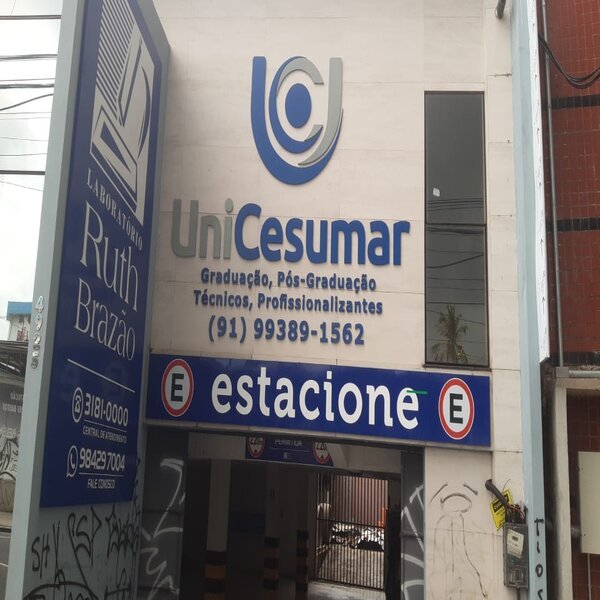 LABORATÓRIO
Ruth
Brazão
3181-0000
CENTRAL DE ATENDIMENTO
98429 7004
FALE CONOSCO
UniCesumar
Graduação, Pós-Graduação
Técnicos, Profissionalizantes
(91) 99389-1562
E estacione E
PERMITIDA